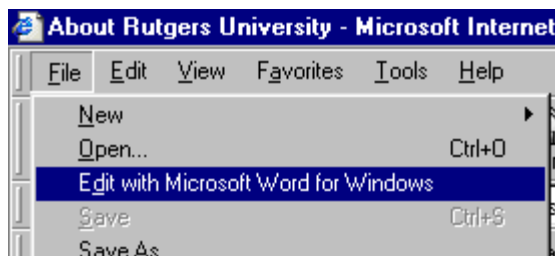 About Rutgers University - Microsoft Internet
File Edit View Favorites Tools Help
New
Open... Ctrl+O
Edit with Microsoft Word for Windows
Save Ctrl+S
Save As